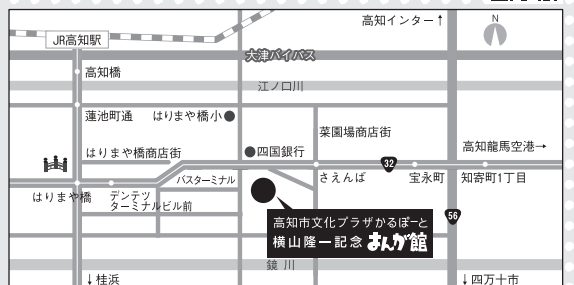 高知インター↑
N
JR高知駅
大津バイパス
高知橋
江ノ口川
蓮池町通
はりまや橋小
菜園場商店街
はりまや橋商店街
四国銀行
32
高知龍馬空港→
バスターミナル
さえんば
宝永町
知寄町1丁目
はりまや橋
デンテツ
ターミナルビル前
高知市文化プラザかるぽーと
横山隆一記念 まんが館
56
鏡川
↓桂浜
↓四万十市